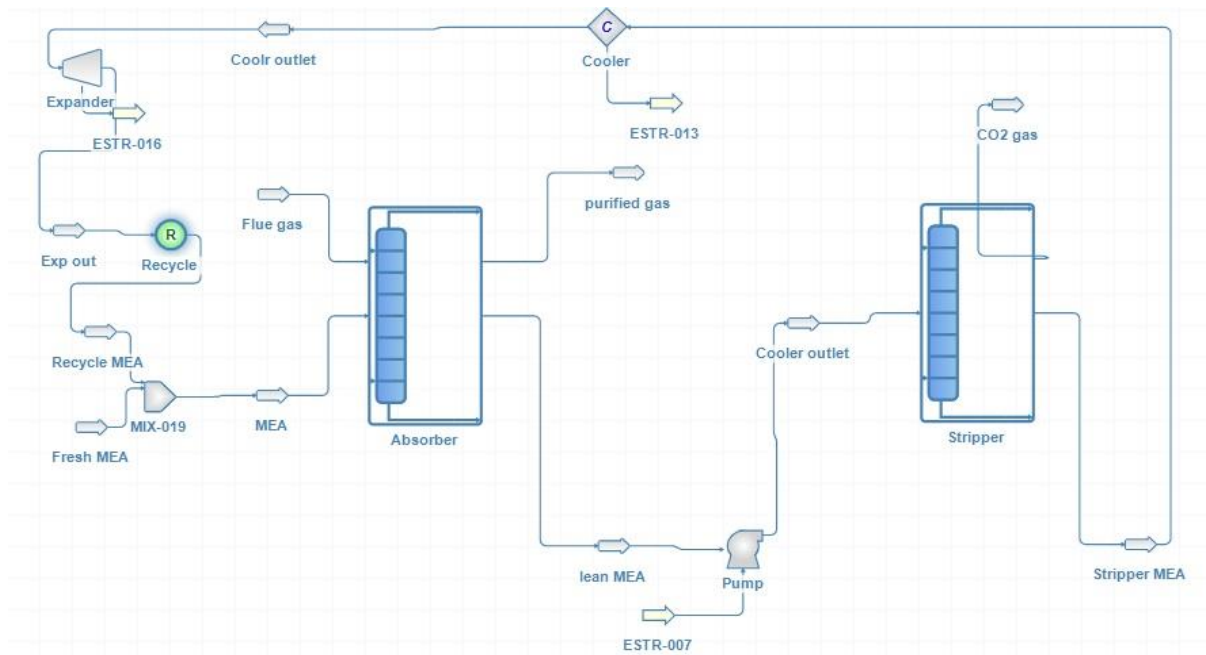 C
Coolr outlet
Cooler
Expander
ESTR-016
ESTR-013
CO2 gas
Flue gas
purified gas
R
Exp out
Recycle
Recycle MEA
Cooler outlet
MIX-019
MEA
Absorber
Stripper
Fresh MEA
lean MEA
Pump
Stripper MEA
ESTR-007